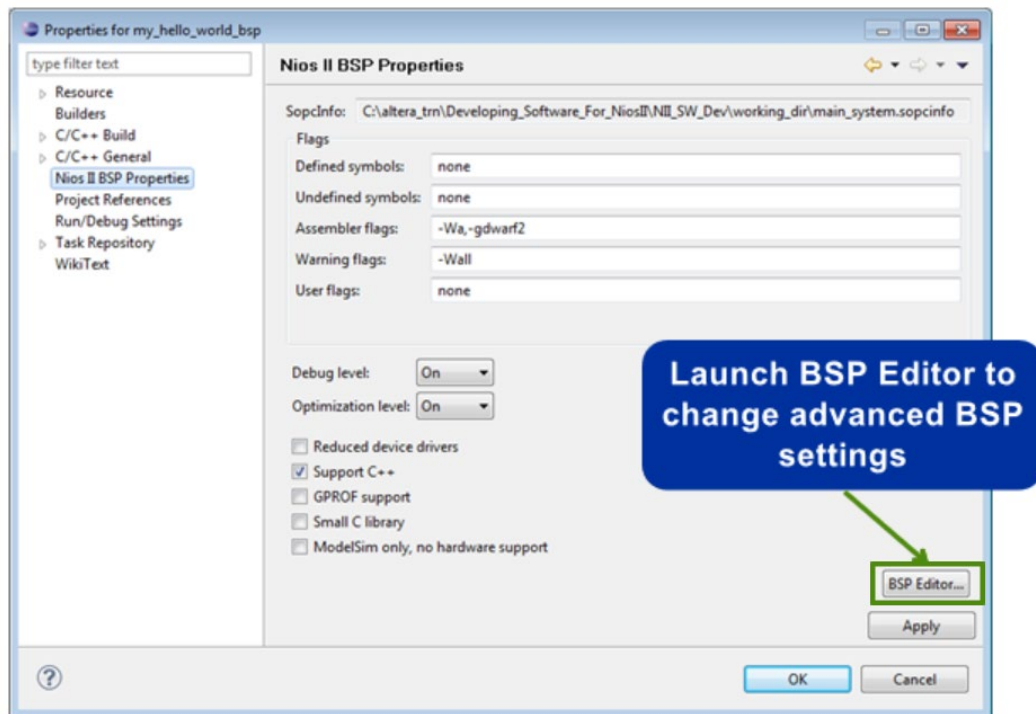 Properties for my_hello_world_bsp
type filter text
Resource
Builders
C/C++ Build
C/C++ General
Nios II BSP Properties
Project References
Run/Debug Settings
Task Repository
WikiText
Nios II BSP Properties
SopcInfo: C:\altera_trn\Developing_Software_For_NiosII\NII_SW_Dev\working_dir\main_system.sopcinfo
Flags
Defined symbols: none
Undefined symbols: none
Assembler flags: -Wa,-gdwarf2
Warning flags: -Wall
User flags: none
Debug level: On
Optimization level: On
Reduced device drivers
Support C++
GPROF support
Small C library
ModelSim only, no hardware support
Launch BSP Editor to
change advanced BSP
settings
BSP Editor...
Apply
OK Cancel